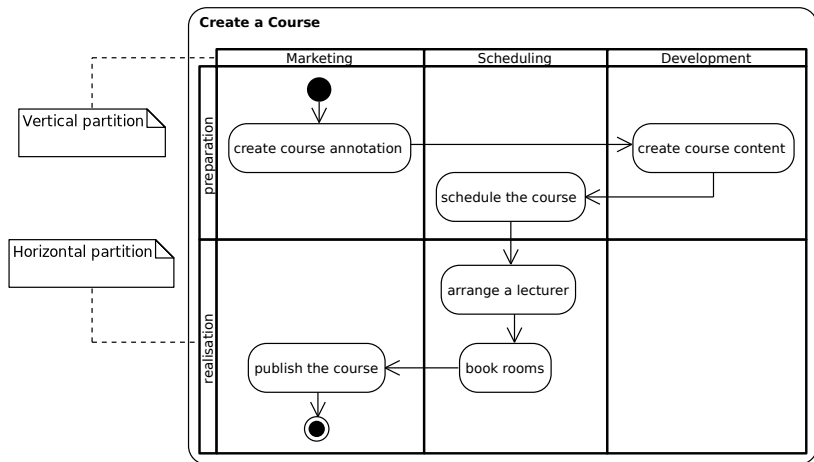 Create a Course
Marketing
Scheduling
Development
Vertical partition
preparation
create course annotation
create course content
schedule the course
Horizontal partition
realisation
arrange a lecturer
publish the course
book rooms